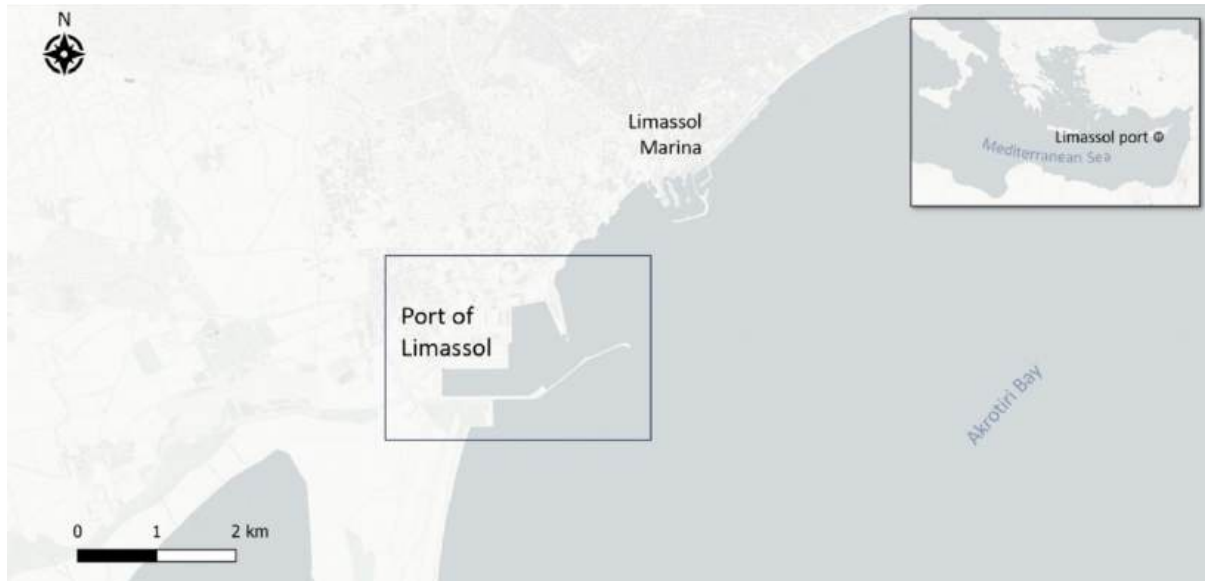 N
Limassol
Marina
Limassol port
Mediterranean Sea
Port of
Limassol
Akrotiri Bay
0 1 2 km